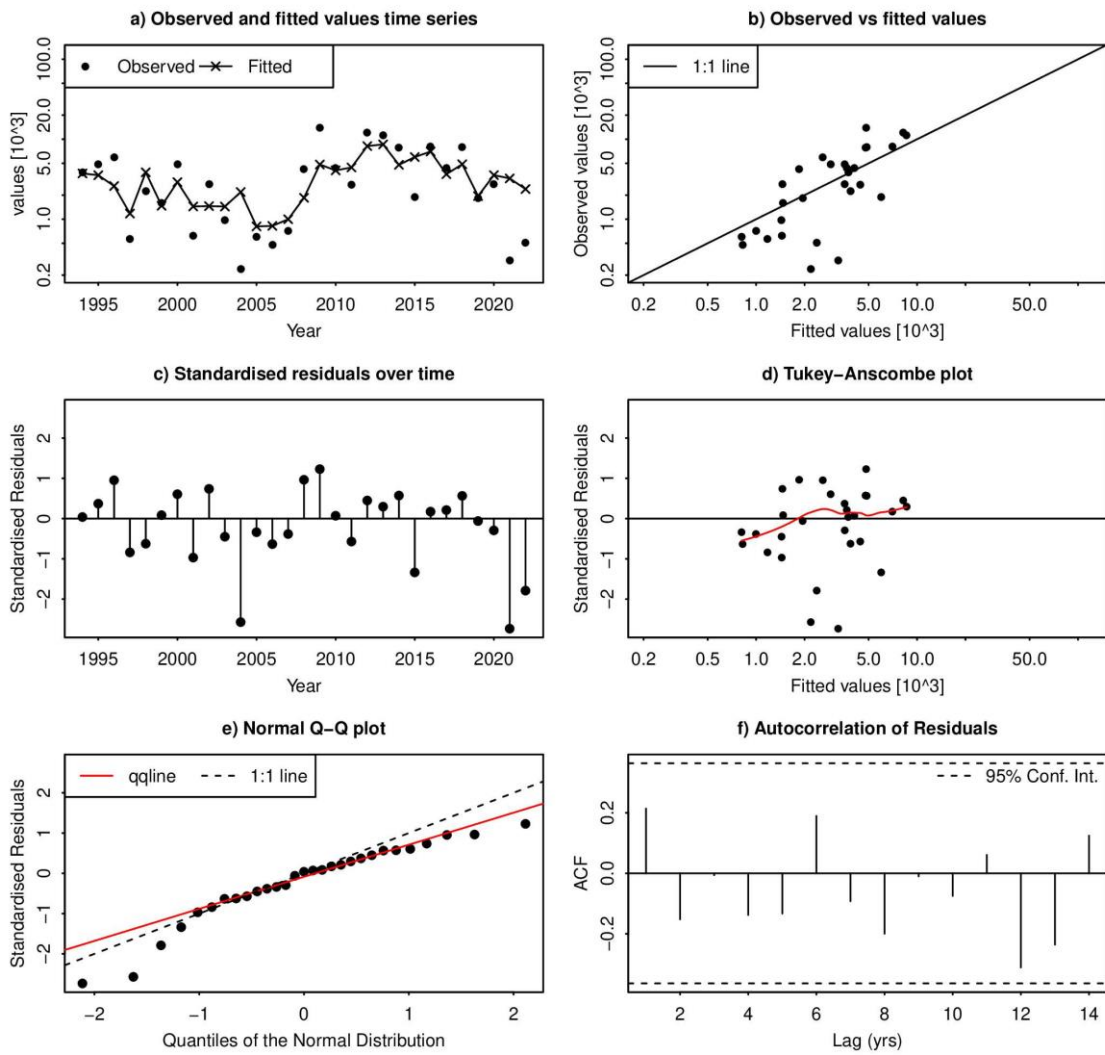 a) Observed and fitted values time series
values [10^3]
100.0
20.0
5.0
1.0
0.2
Observed
Fitted
1995 2000 2005 2010 2015 2020
Year
b) Observed vs fitted values
Observed values [10^3]
100.0
20.0
5.0
1.0
0.2
1:1 line
0.2 0.5 1.0 2.0 5.0 10.0 50.0
Fitted values [10^3]
c) Standardised residuals over time
Standardised Residuals
2
1
0
−1
−2
1995 2000 2005 2010 2015 2020
Year
d) Tukey−Anscombe plot
Standardised Residuals
2
1
0
−1
−2
0.2 0.5 1.0 2.0 5.0 10.0 50.0
Fitted values [10^3]
e) Normal Q−Q plot
Standardised Residuals
2
1
0
−1
−2
qqline
1:1 line
−2 −1 0 1 2
Quantiles of the Normal Distribution
f) Autocorrelation of Residuals
ACF
0.2
0.0
−0.2
95% Conf. Int.
2 4 6 8 10 12 14
Lag (yrs)